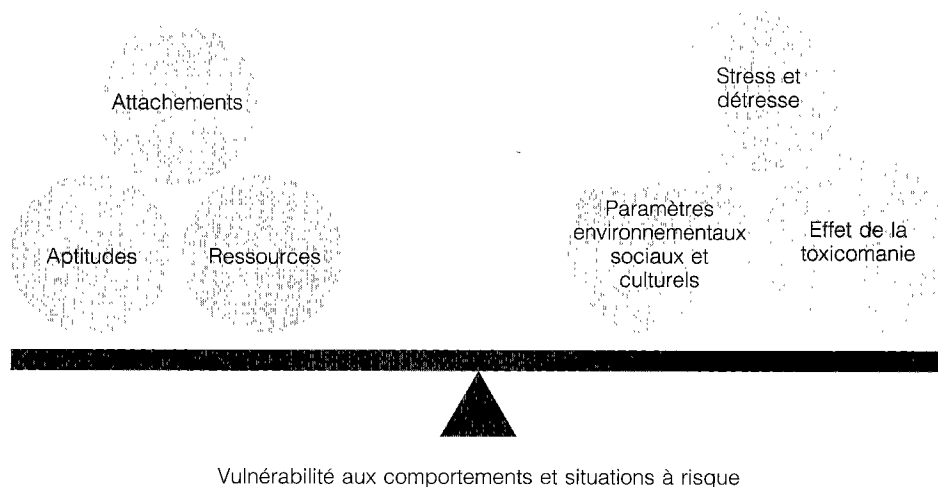 Attachements
Aptitudes
Ressources
Stress et
détresse
Paramètres
environnementaux
sociaux et
culturels
Effet de la
toxicomanie
Vulnérabilité aux comportements et situations à risque